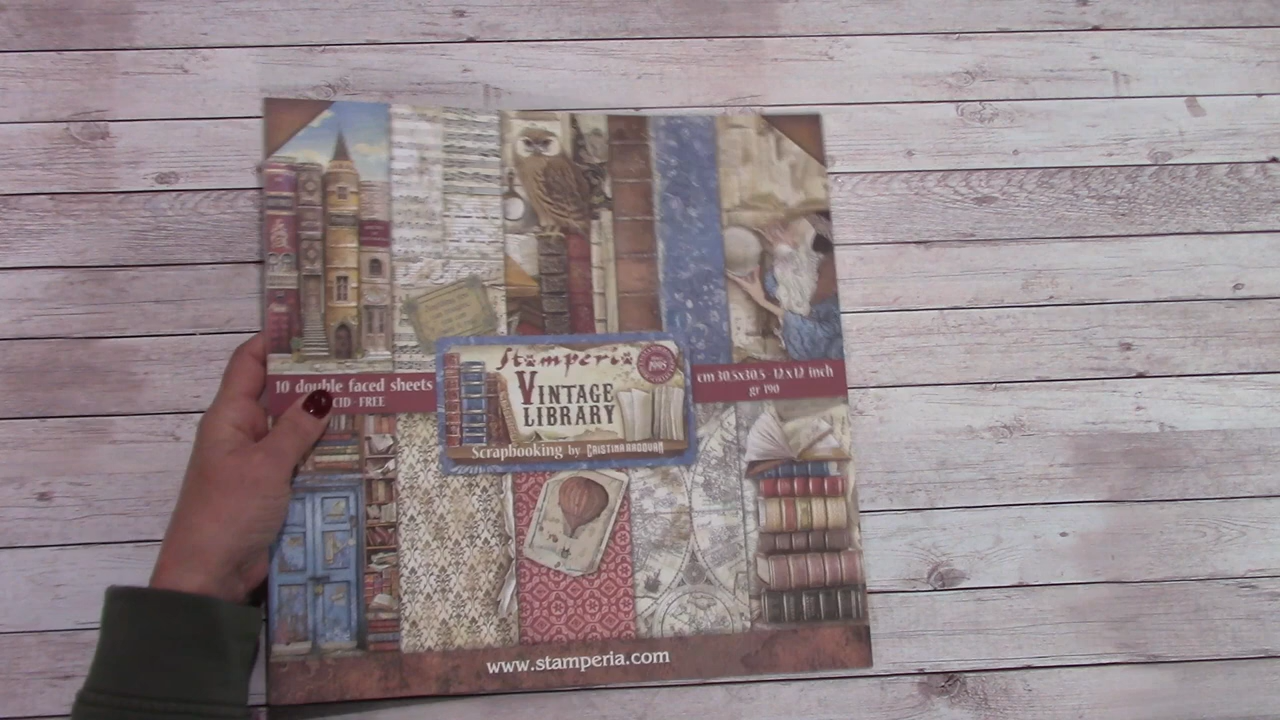 10 double faced sheets
CID - FREE
Stamperia
1985
VINTAGE
LIBRARY
Scrapbooking by CRISTINA RADOVAN
cm 30.5x30.5 - 12x12 inch
gr 190
www.stamperia.com